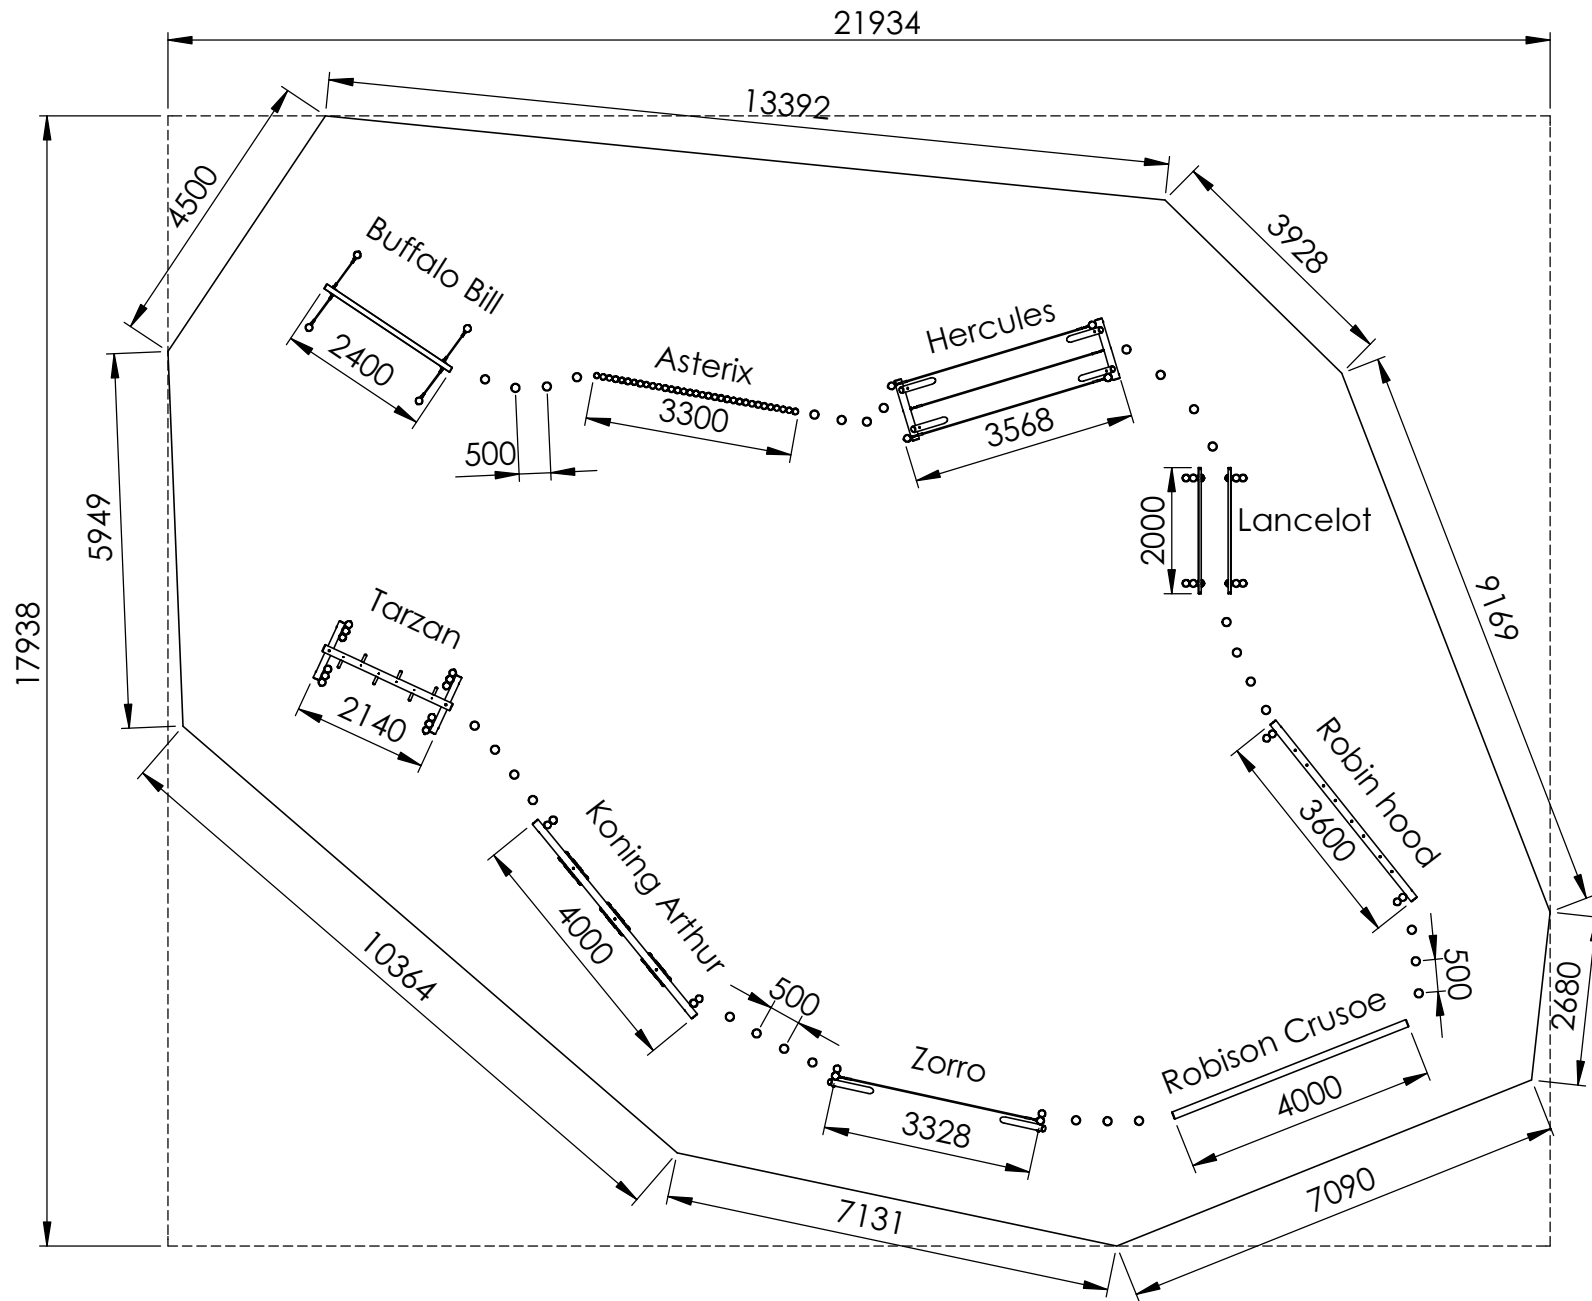 21934
13392
4500
3928
Buffalo Bill
2400
Asterix
3300
500
Hercules
3568
2000
Lancelot
5949
9169
17938
Tarzan
2140
Robin hood
3600
Koning Arthur
4000
10364
500
500
2680
Zorro
3328
Robison Crusoe
4000
7131
7090